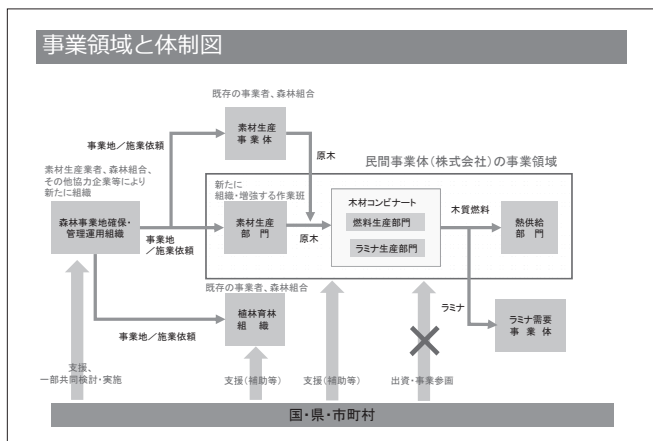 事業領域と体制図
既存の事業者、森林組合
素材生産
事業体
事業地／施業依頼
原木
民間事業体(株式会社)の事業領域
素材生産業者、森林組合、
その他協力企業等により
新たに組織
新たに
組織・増強する作業班
木材コンビナート
森林事業地確保・
管理運用組織
事業地
/施業依頼
素材生産
部門
原木
燃料生産部門
ラミナ生産部門
木質燃料
熱供給
部門
既存の事業者、森林組合
植林育林
組織
事業地／施業依頼
ラミナ
ラミナ需要
事業体
支援、
一部共同検討・実施
支援(補助等)
支援(補助等)
出資・事業参画
国・県・市町村